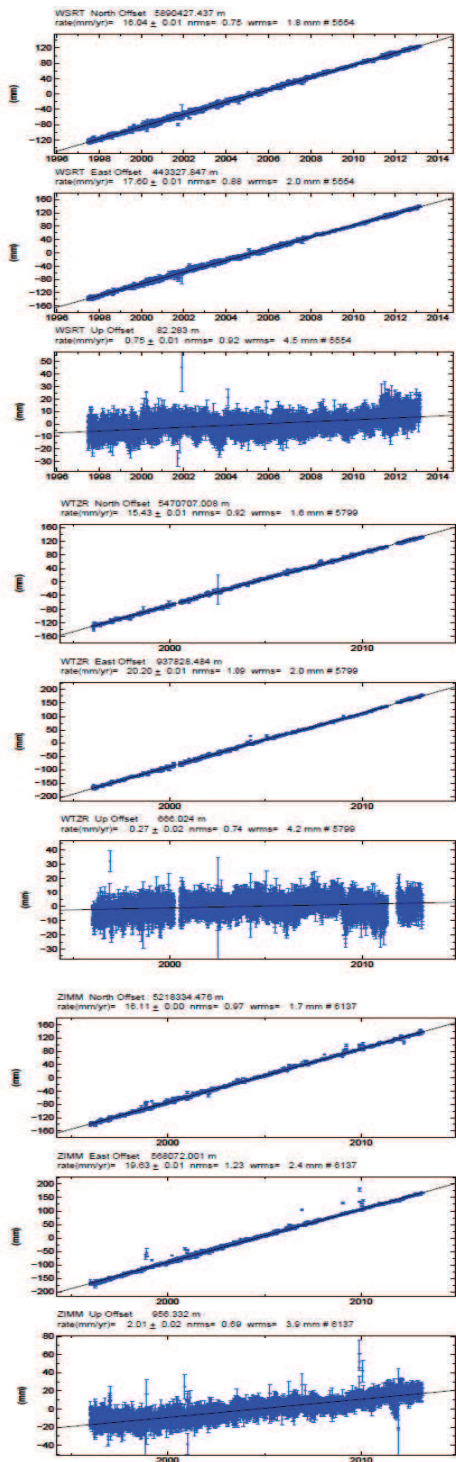 WSRT North Offset 5890427.437 m
rate(mm/yr)= 16.04 ± 0.01 nrms= 0.75 wrms= 1.8 mm # 5554
120
80
40
0
−40
−80
−120
(mm)
1996 1998 2000 2002 2004 2006 2008 2010 2012 2014
WSRT East Offset 443327.847 m
rate(mm/yr)= 17.60 ± 0.01 nrms= 0.88 wrms= 2.0 mm # 5554
160
120
80
40
0
−40
−80
−120
−160
(mm)
1996 1998 2000 2002 2004 2006 2008 2010 2012 2014
WSRT Up Offset 82.283 m
rate(mm/yr)= 0.75 ± 0.01 nrms= 0.92 wrms= 4.5 mm # 5554
50
40
30
20
10
0
−10
−20
−30
(mm)
1996 1998 2000 2002 2004 2006 2008 2010 2012 2014
WTZR North Offset 5470707.008 m
rate(mm/yr)= 15.43 ± 0.01 nrms= 0.92 wrms= 1.6 mm # 5799
160
120
80
40
0
−40
−80
−120
−160
(mm)
2000 2010
WTZR East Offset 937828.484 m
rate(mm/yr)= 20.20 ± 0.01 nrms= 1.09 wrms= 2.0 mm # 5799
200
150
100
50
0
−50
−100
−150
−200
(mm)
2000 2010
WTZR Up Offset 666.024 m
rate(mm/yr)= 0.27 ± 0.02 nrms= 0.74 wrms= 4.2 mm # 5799
40
30
20
10
0
−10
−20
−30
(mm)
2000 2010
ZIMM North Offset 5218334.476 m
rate(mm/yr)= 16.11 ± 0.00 nrms= 0.97 wrms= 1.7 mm # 6137
160
120
80
40
0
−40
−80
−120
−160
(mm)
2000 2010
ZIMM East Offset 568072.001 m
rate(mm/yr)= 19.63 ± 0.01 nrms= 1.23 wrms= 2.4 mm # 6137
200
150
100
50
0
−50
−100
−150
−200
(mm)
2000 2010
ZIMM Up Offset 956.332 m
rate(mm/yr)= 2.01 ± 0.02 nrms= 0.69 wrms= 3.9 mm # 6137
80
60
40
20
0
−20
−40
(mm)
2000 2010